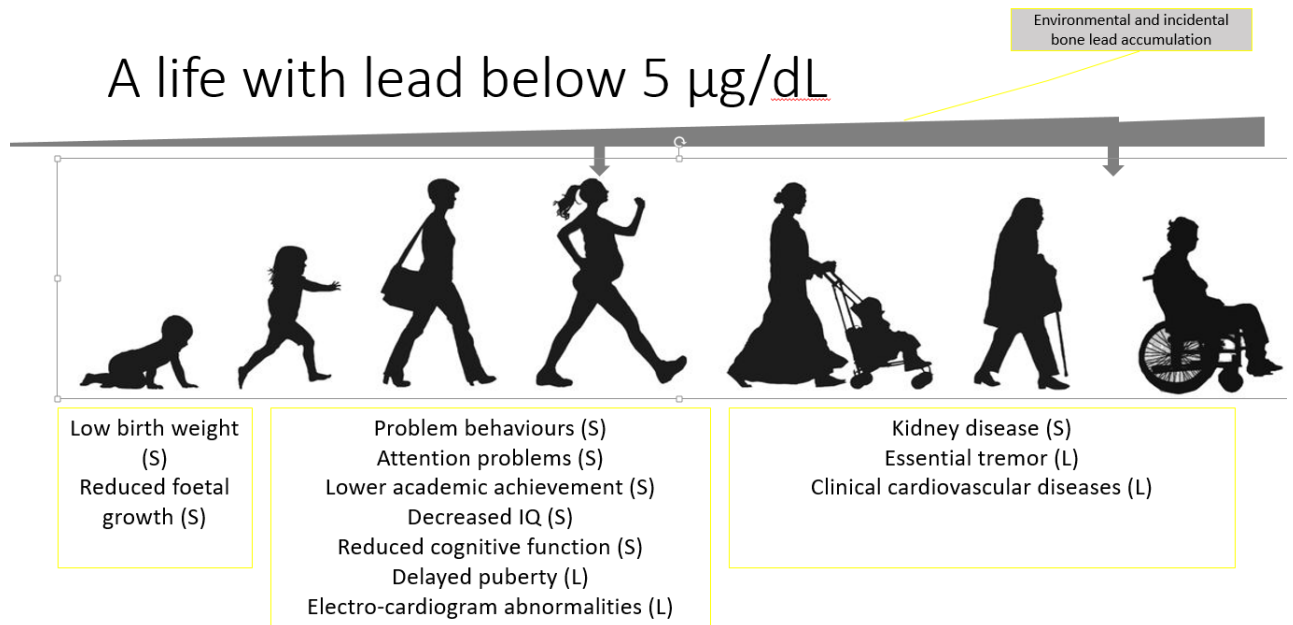 Environmental and incidental
bone lead accumulation
A life with lead below 5 µg/dL
Low birth weight
(S)
Reduced foetal
growth (S)
Problem behaviours (S)
Attention problems (S)
Lower academic achievement (S)
Decreased IQ (S)
Reduced cognitive function (S)
Delayed puberty (L)
Electro-cardiogram abnormalities (L)
Kidney disease (S)
Essential tremor (L)
Clinical cardiovascular diseases (L)